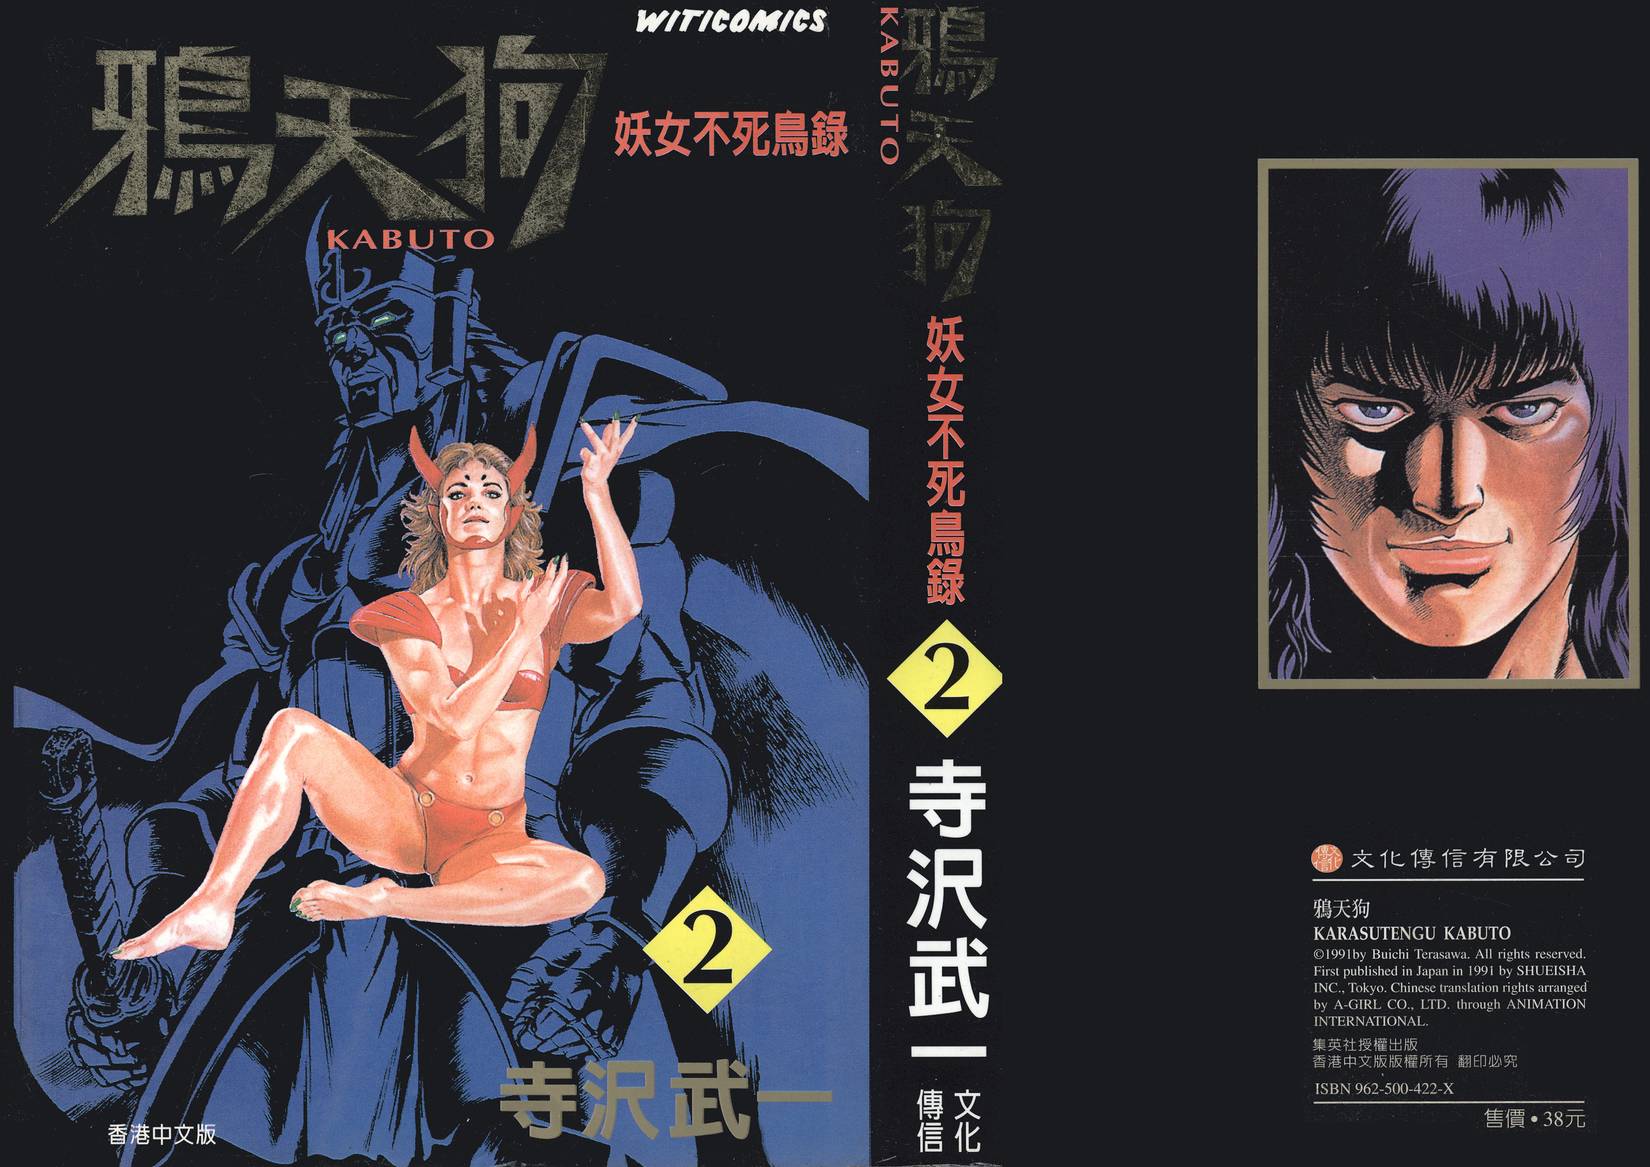 WITICOMICS
鴉天狗
妖女不死鳥錄
KABUTO
2
寺沢武一
香港中文版
KABUTO
鴉天狗
妖女不死鳥錄
2
寺沢武一
文化
傳信
文化傳信
文化傳信有限公司
鴉天狗
KARASUTENGU KABUTO
©1991by Buichi Terasawa. All rights reserved.
First published in Japan in 1991 by SHUEISHA
INC., Tokyo. Chinese translation rights arranged
by A-GIRL CO., LTD. through ANIMATION
INTERNATIONAL.
集英社授權出版
香港中文版版權所有 翻印必究
ISBN 962-500-422-X
售價•38元